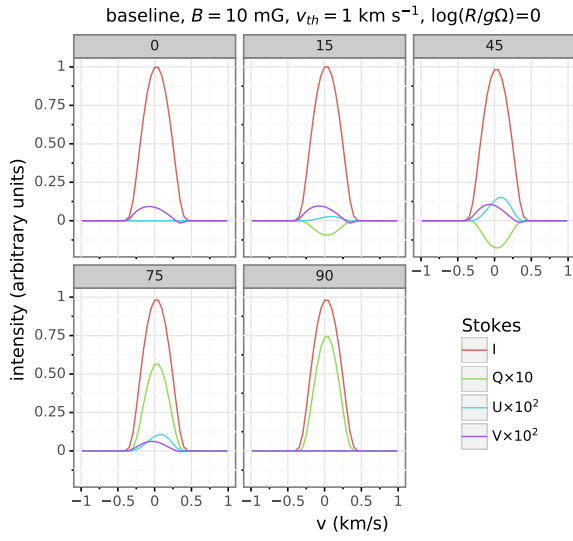 baseline, B = 10 mG, v_th = 1 km s⁻¹, log(R/gΩ)=0
0 15 45
1
0.75
0.50
0.25
0
−1 −0.5 0 0.5 1
75 90
1
0.75
0.50
0.25
0
−1 −0.5 0 0.5 1 −1 −0.5 0 0.5 1
intensity (arbitrary units)
v (km/s)
Stokes
I
Q×10
U×10²
V×10²